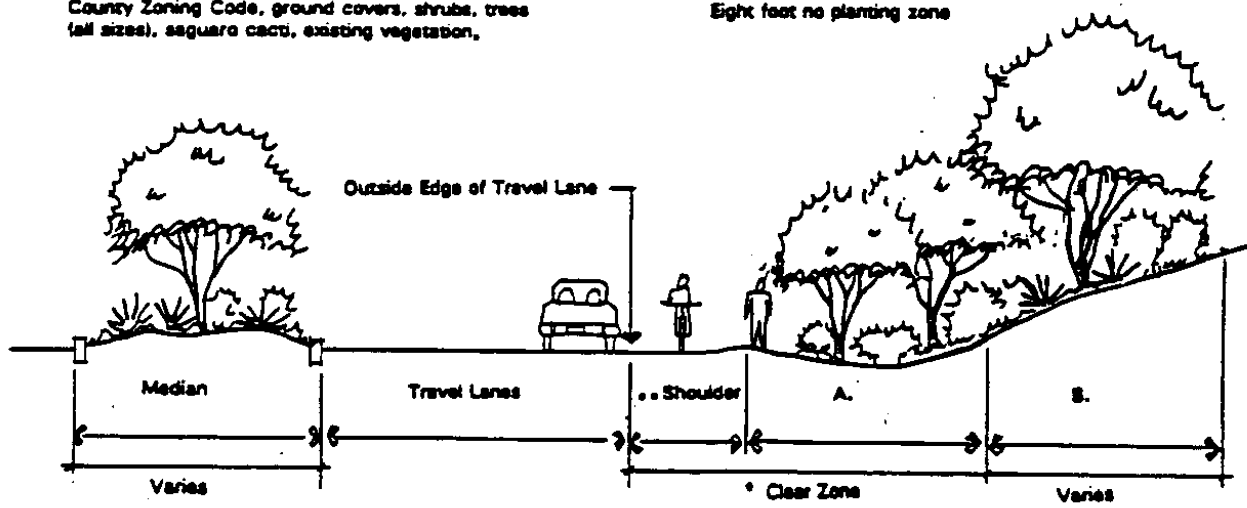 County Zoning Code, ground covers, shrubs, trees
(all sizes), saguaro cacti, existing vegetation,
Eight foot no planting zone
Outside Edge of Travel Lane
Median
Travel Lanes
..Shoulder
A.
B.
Varies
* Clear Zone
Varies